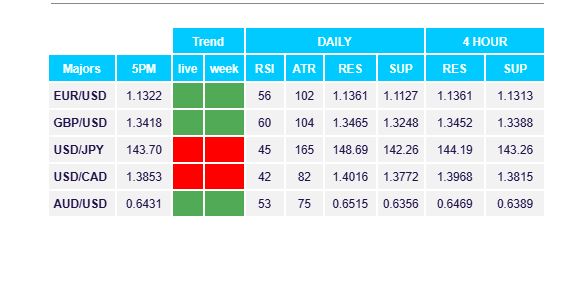 Trend DAILY 4 HOUR
Majors 5PM live week RSI ATR RES SUP RES SUP
EUR/USD 1.1322 56 102 1.1361 1.1127 1.1361 1.1313
GBP/USD 1.3418 60 104 1.3465 1.3248 1.3452 1.3388
USD/JPY 143.70 45 165 148.69 142.26 144.19 143.26
USD/CAD 1.3853 42 82 1.4016 1.3772 1.3968 1.3815
AUD/USD 0.6431 53 75 0.6515 0.6356 0.6469 0.6389